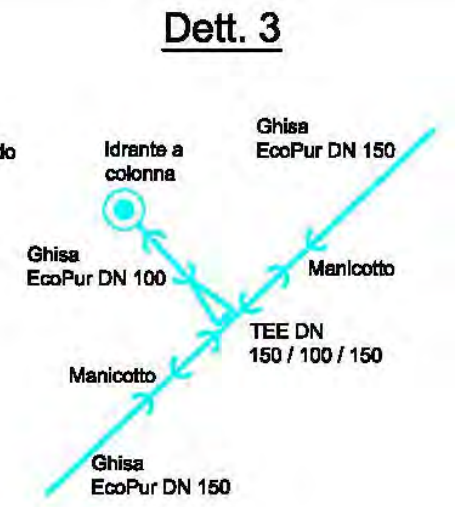 Dett. 3
Ghisa
EcoPur DN 150
Idrante a
colonna
Ghisa
EcoPur DN 100
Manicotto
TEE DN
150 / 100 / 150
Manicotto
Ghisa
EcoPur DN 150